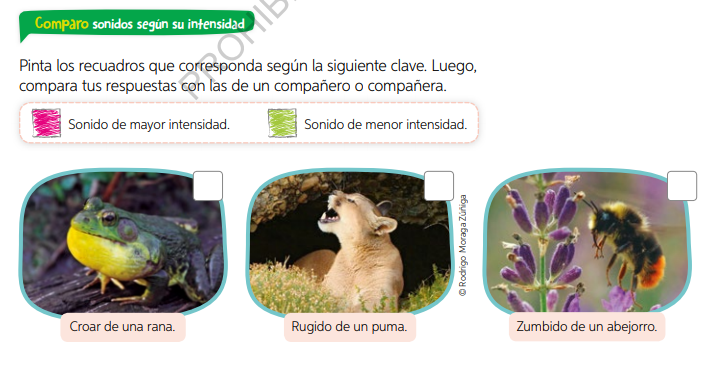 Comparo sonidos según su intensidad
PROHIB
Pinta los recuadros que corresponda según la siguiente clave. Luego,
compara tus respuestas con las de un compañero o compañera.
Sonido de mayor intensidad.
Sonido de menor intensidad.
© Rodrigo Moraga Zúñiga
Croar de una rana.
Rugido de un puma.
Zumbido de un abejorro.